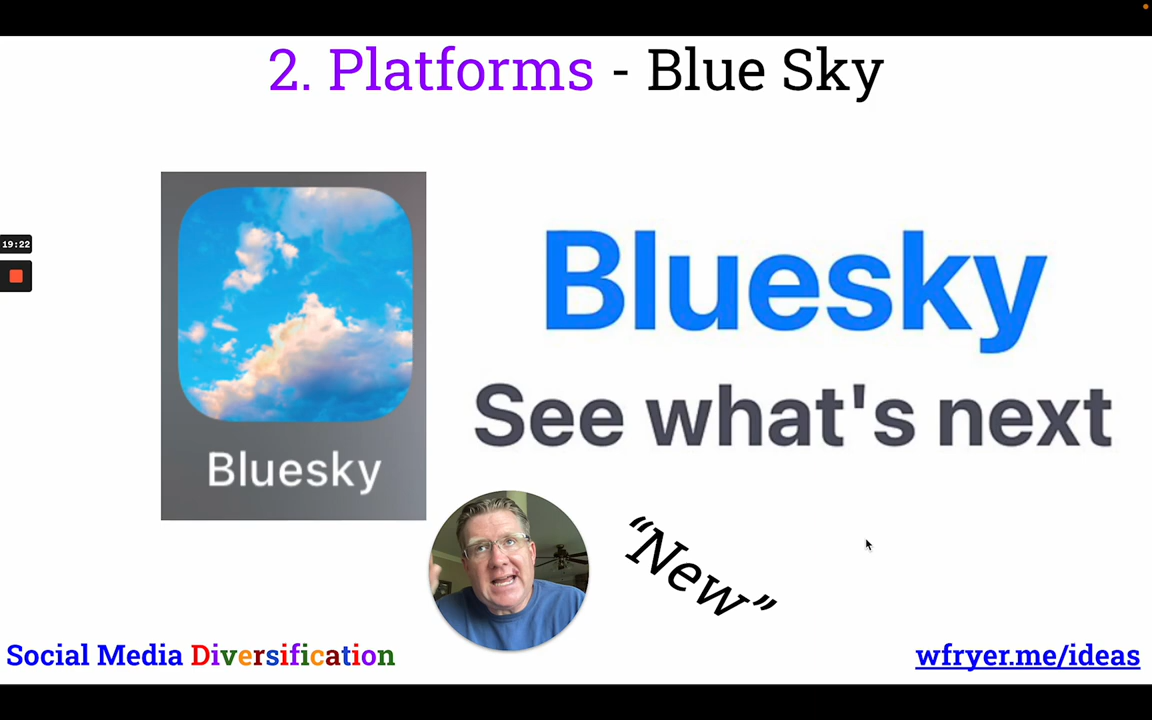 2. Platforms - Blue Sky
19:22
Bluesky
See what's next
Bluesky
“New”
Social Media Diversification
wfryer.me/ideas